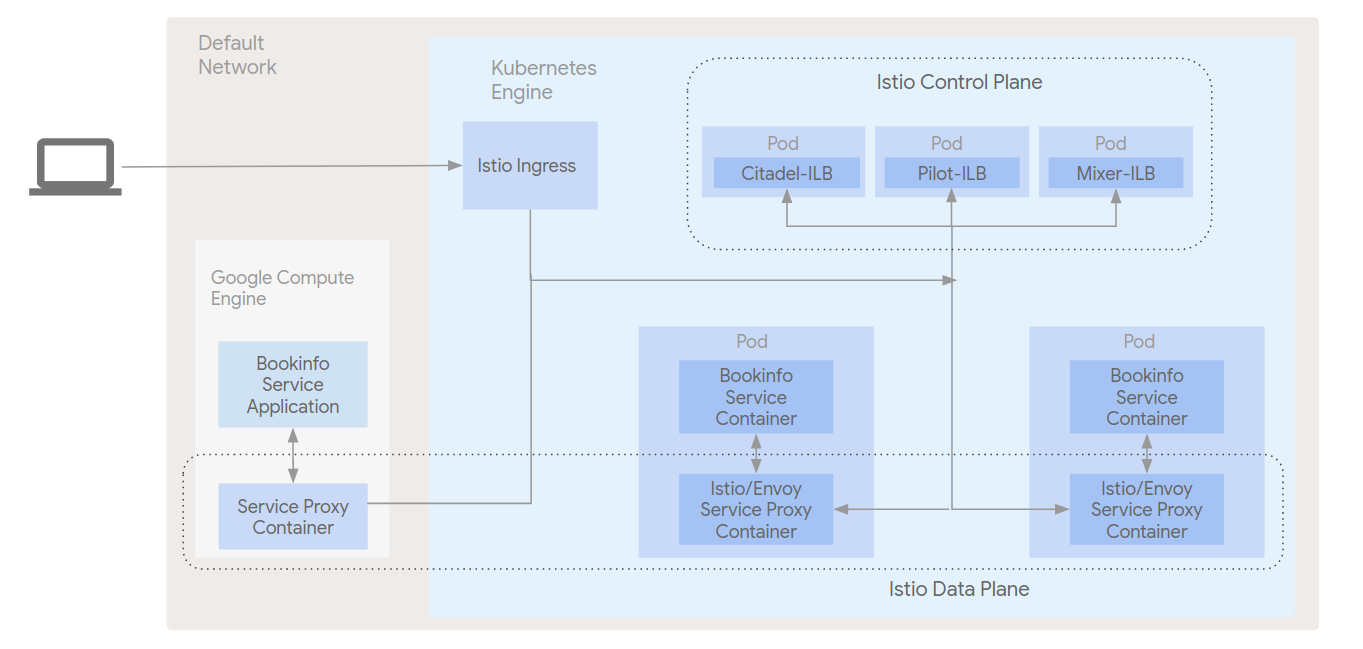 Default
Network
Kubernetes
Engine
Istio Control Plane
Istio Ingress
Pod
Citadel-ILB
Pod
Pilot-ILB
Pod
Mixer-ILB
Google Compute
Engine
Bookinfo
Service
Application
Service Proxy
Container
Pod
Bookinfo
Service
Container
Istio/Envoy
Service Proxy
Container
Pod
Bookinfo
Service
Container
Istio/Envoy
Service Proxy
Container
Istio Data Plane